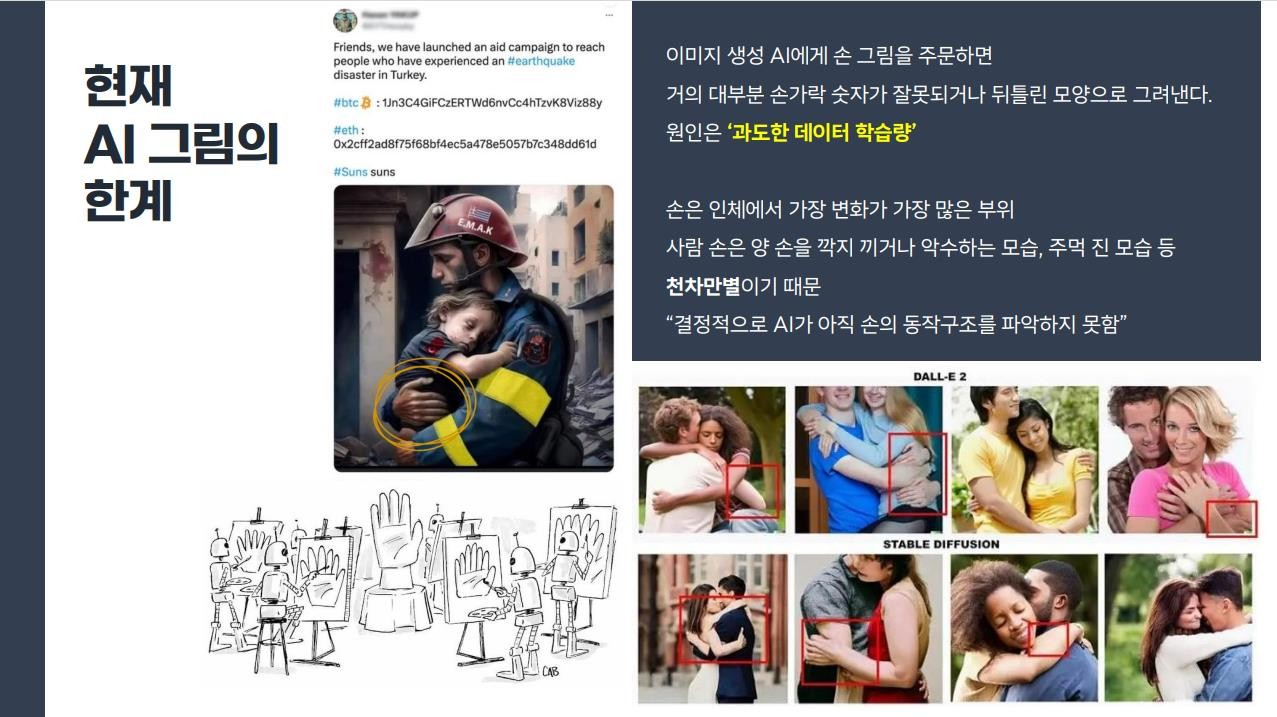 현재
AI 그림의
한계
Friends, we have launched an aid campaign to reach
people who have experienced an #earthquake
disaster in Turkey.
#btc : 1Jn3C4GiFCzERTWd6nvCc4hTzvK8Viz88y
#eth :
0x2cff2ad8f75f68bf4ec5a478e5057b7c348dd61d
#Suns suns
E.M.A.K
CAB
이미지 생성 AI에게 손 그림을 주문하면
거의 대부분 손가락 숫자가 잘못되거나 뒤틀린 모양으로 그려낸다.
원인은 ‘과도한 데이터 학습량’
손은 인체에서 가장 변화가 가장 많은 부위
사람 손은 양 손을 깍지 끼거나 악수하는 모습, 주먹 진 모습 등
천차만별이기 때문
“결정적으로 AI가 아직 손의 동작구조를 파악하지 못함”
DALL-E 2
STABLE DIFFUSION